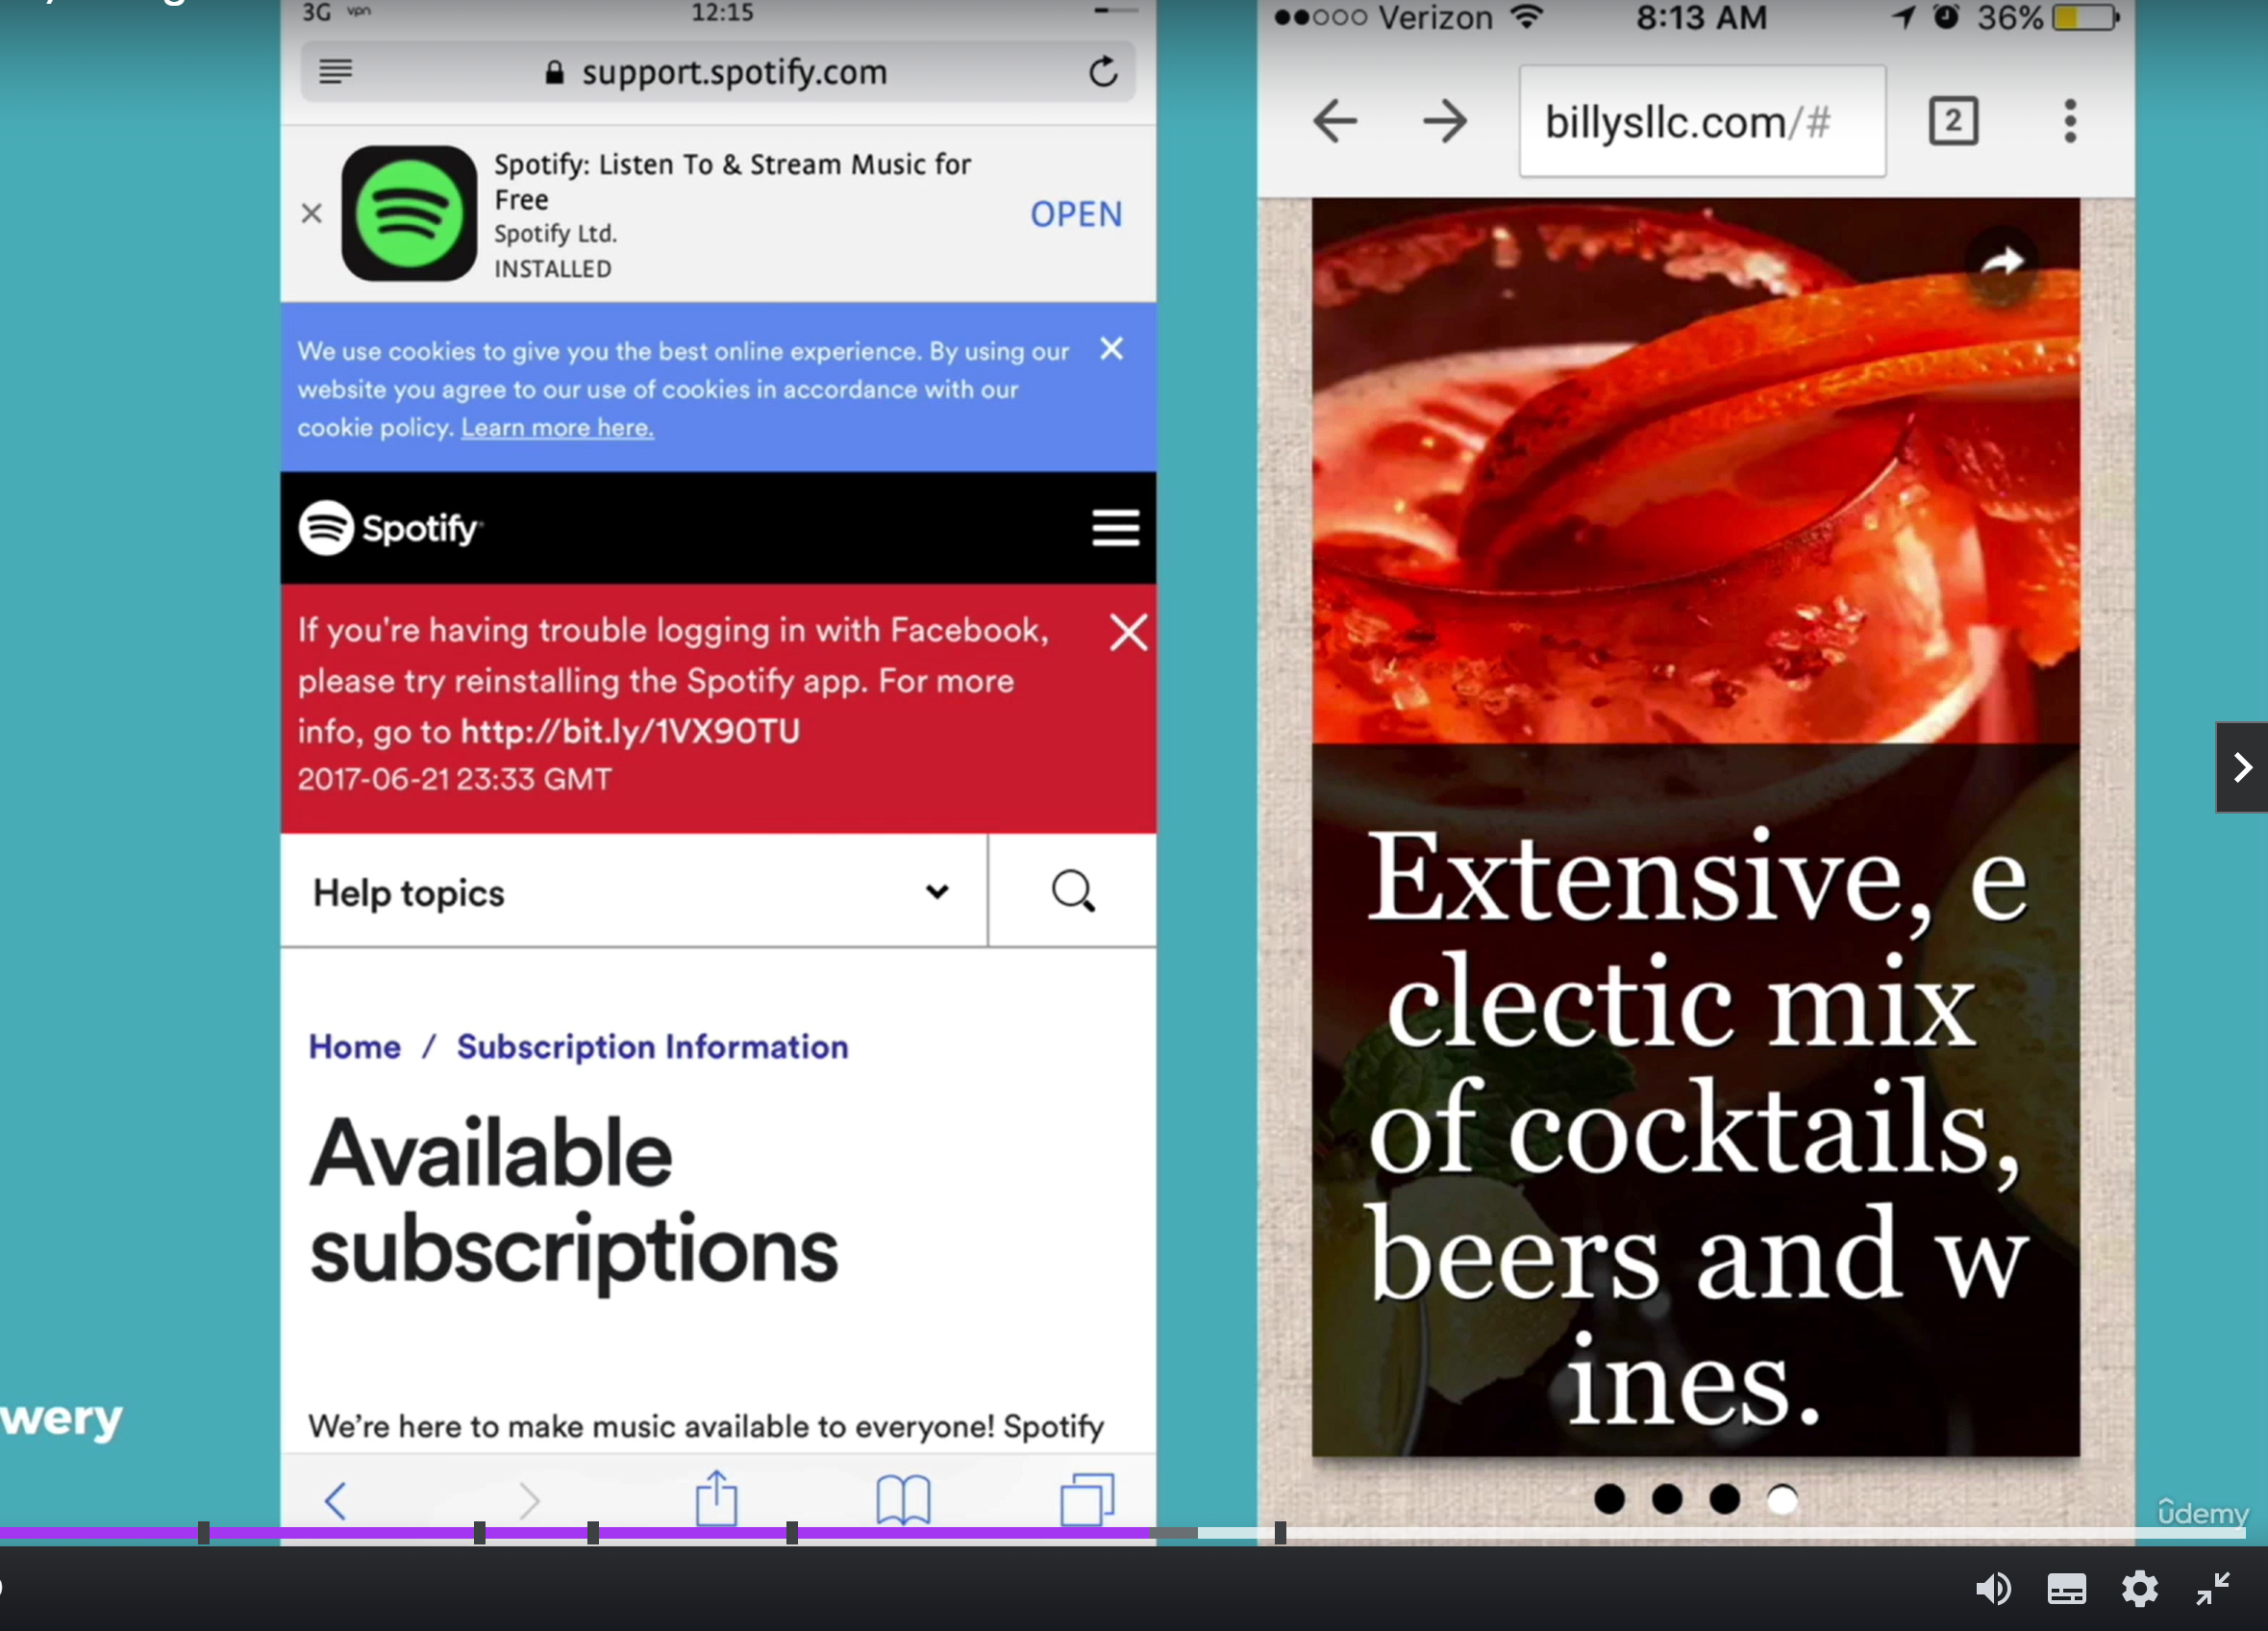 3G vpn 12:15
support.spotify.com
Spotify: Listen To & Stream Music for
Free
Spotify Ltd.
INSTALLED
OPEN
We use cookies to give you the best online experience. By using our
website you agree to our use of cookies in accordance with our
cookie policy. Learn more here.
Spotify
If you're having trouble logging in with Facebook,
please try reinstalling the Spotify app. For more
info, go to http://bit.ly/1VX90TU
2017-06-21 23:33 GMT
Help topics
Home / Subscription Information
Available
subscriptions
We're here to make music available to everyone! Spotify
Verizon 8:13 AM 36%
billysllc.com/#
2
Extensive, e
clectic mix
of cocktails,
beers and w
ines.
wery
udemy